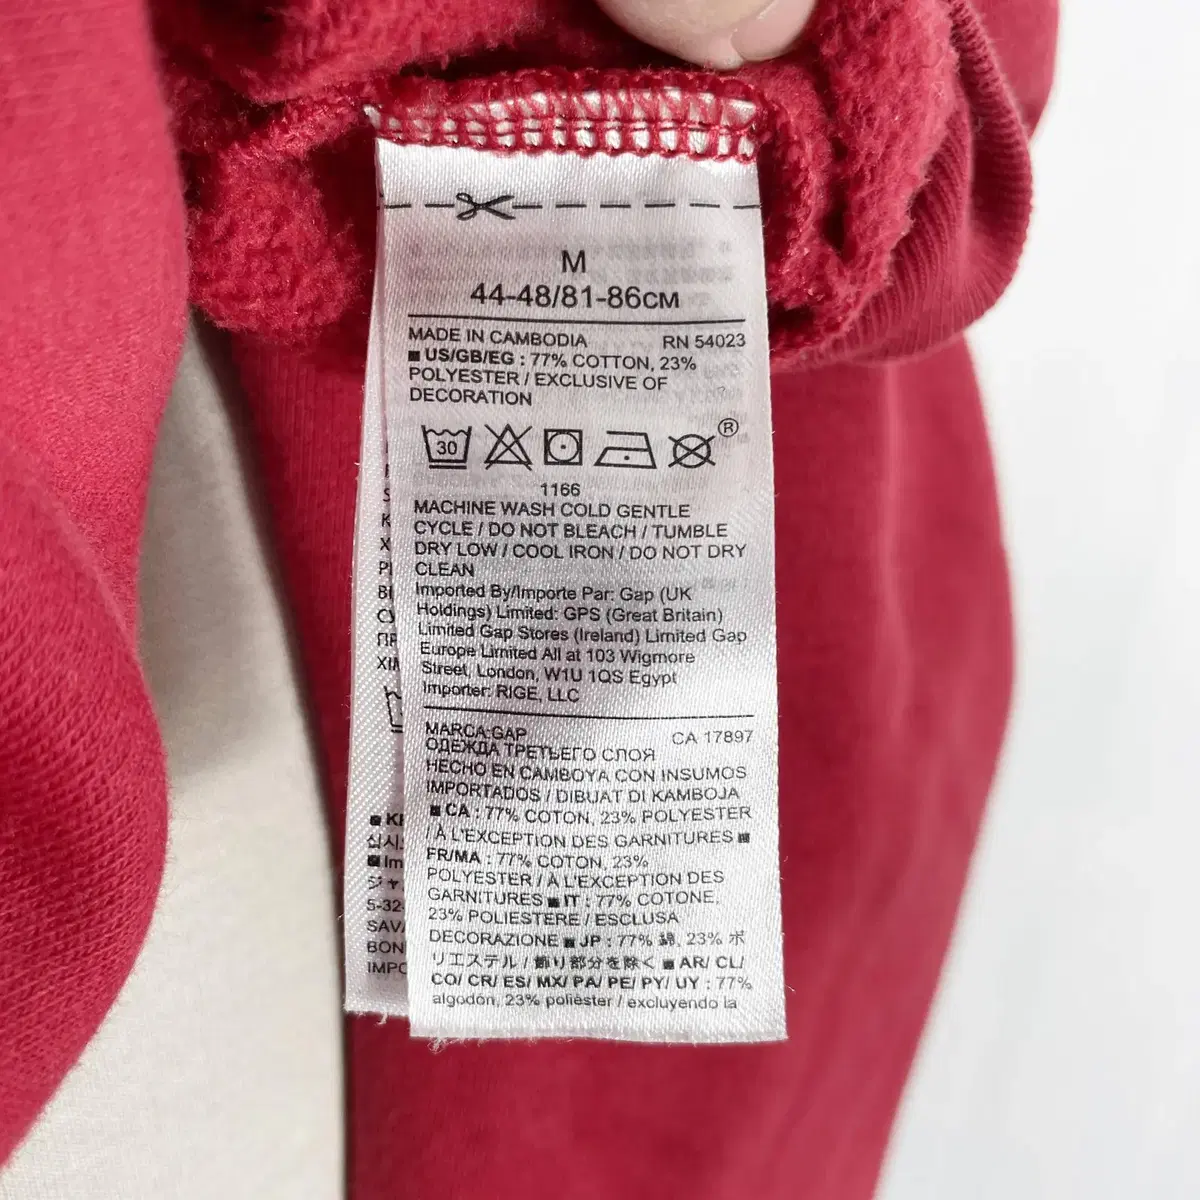 M
44-48/81-86CM
MADE IN CAMBODIA RN 54023
■ US/GB/EG : 77% COTTON, 23%
POLYESTER / EXCLUSIVE OF
DECORATION
30 ®
1166
MACHINE WASH COLD GENTLE
CYCLE / DO NOT BLEACH / TUMBLE
DRY LOW / COOL IRON / DO NOT DRY
CLEAN
Imported By/Importe Par: Gap (UK
Holdings) Limited: GPS (Great Britain)
Limited Gap Stores (Ireland) Limited Gap
Europe Limited All at 103 Wigmore
Street, London, W1U 1QS Egypt
Importer: RIGE, LLC
MARCA:GAP CA 17897
ОДЕЖДА ТРЕТЬЕГО СЛОЯ
HECHO EN CAMBOYA CON INSUMOS
IMPORTADOS / DIBUAT DI KAMBOJA
■ CA : 77% COTON, 23% POLYESTER
/ À L'EXCEPTION DES GARNITURES ■
FR/MA : 77% COTON, 23%
POLYESTER / À L'EXCEPTION DES
GARNITURES ■ IT : 77% COTONE,
23% POLIESTERE / ESCLUSA
DECORAZIONE ■ JP : 77% 綿, 23% ポ
リエステル / 飾り部分を除く ■ AR/ CL/
CO/ CR/ ES/ MX/ PA/ PE/ PY/ UY : 77%
algodón, 23% poliéster / excluyendo la
5-32-